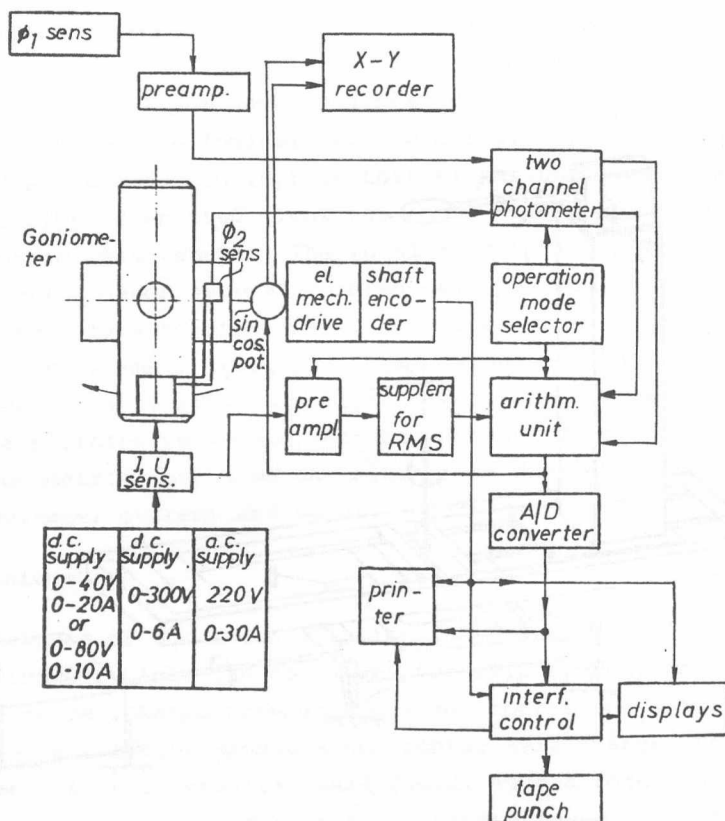 ϕ1 sens
X-Y
recorder
preamp.
two
channel
photometer
Goniome-
ter
ϕ2
sens
operation
mode
selector
el.
mech.
drive
shaft
enco-
der
sin
cos.
pot.
pre
ampl.
supplem
for
RMS
arithm.
unit
I, U
sens.
A/D
converter
d.c.
supply
0-40V
0-20A
or
0-80V
0-10A
d.c.
supply
0-300V
0-6A
a.c.
supply
220V
0-30A
prin-
ter
interf.
control
displays
tape
punch